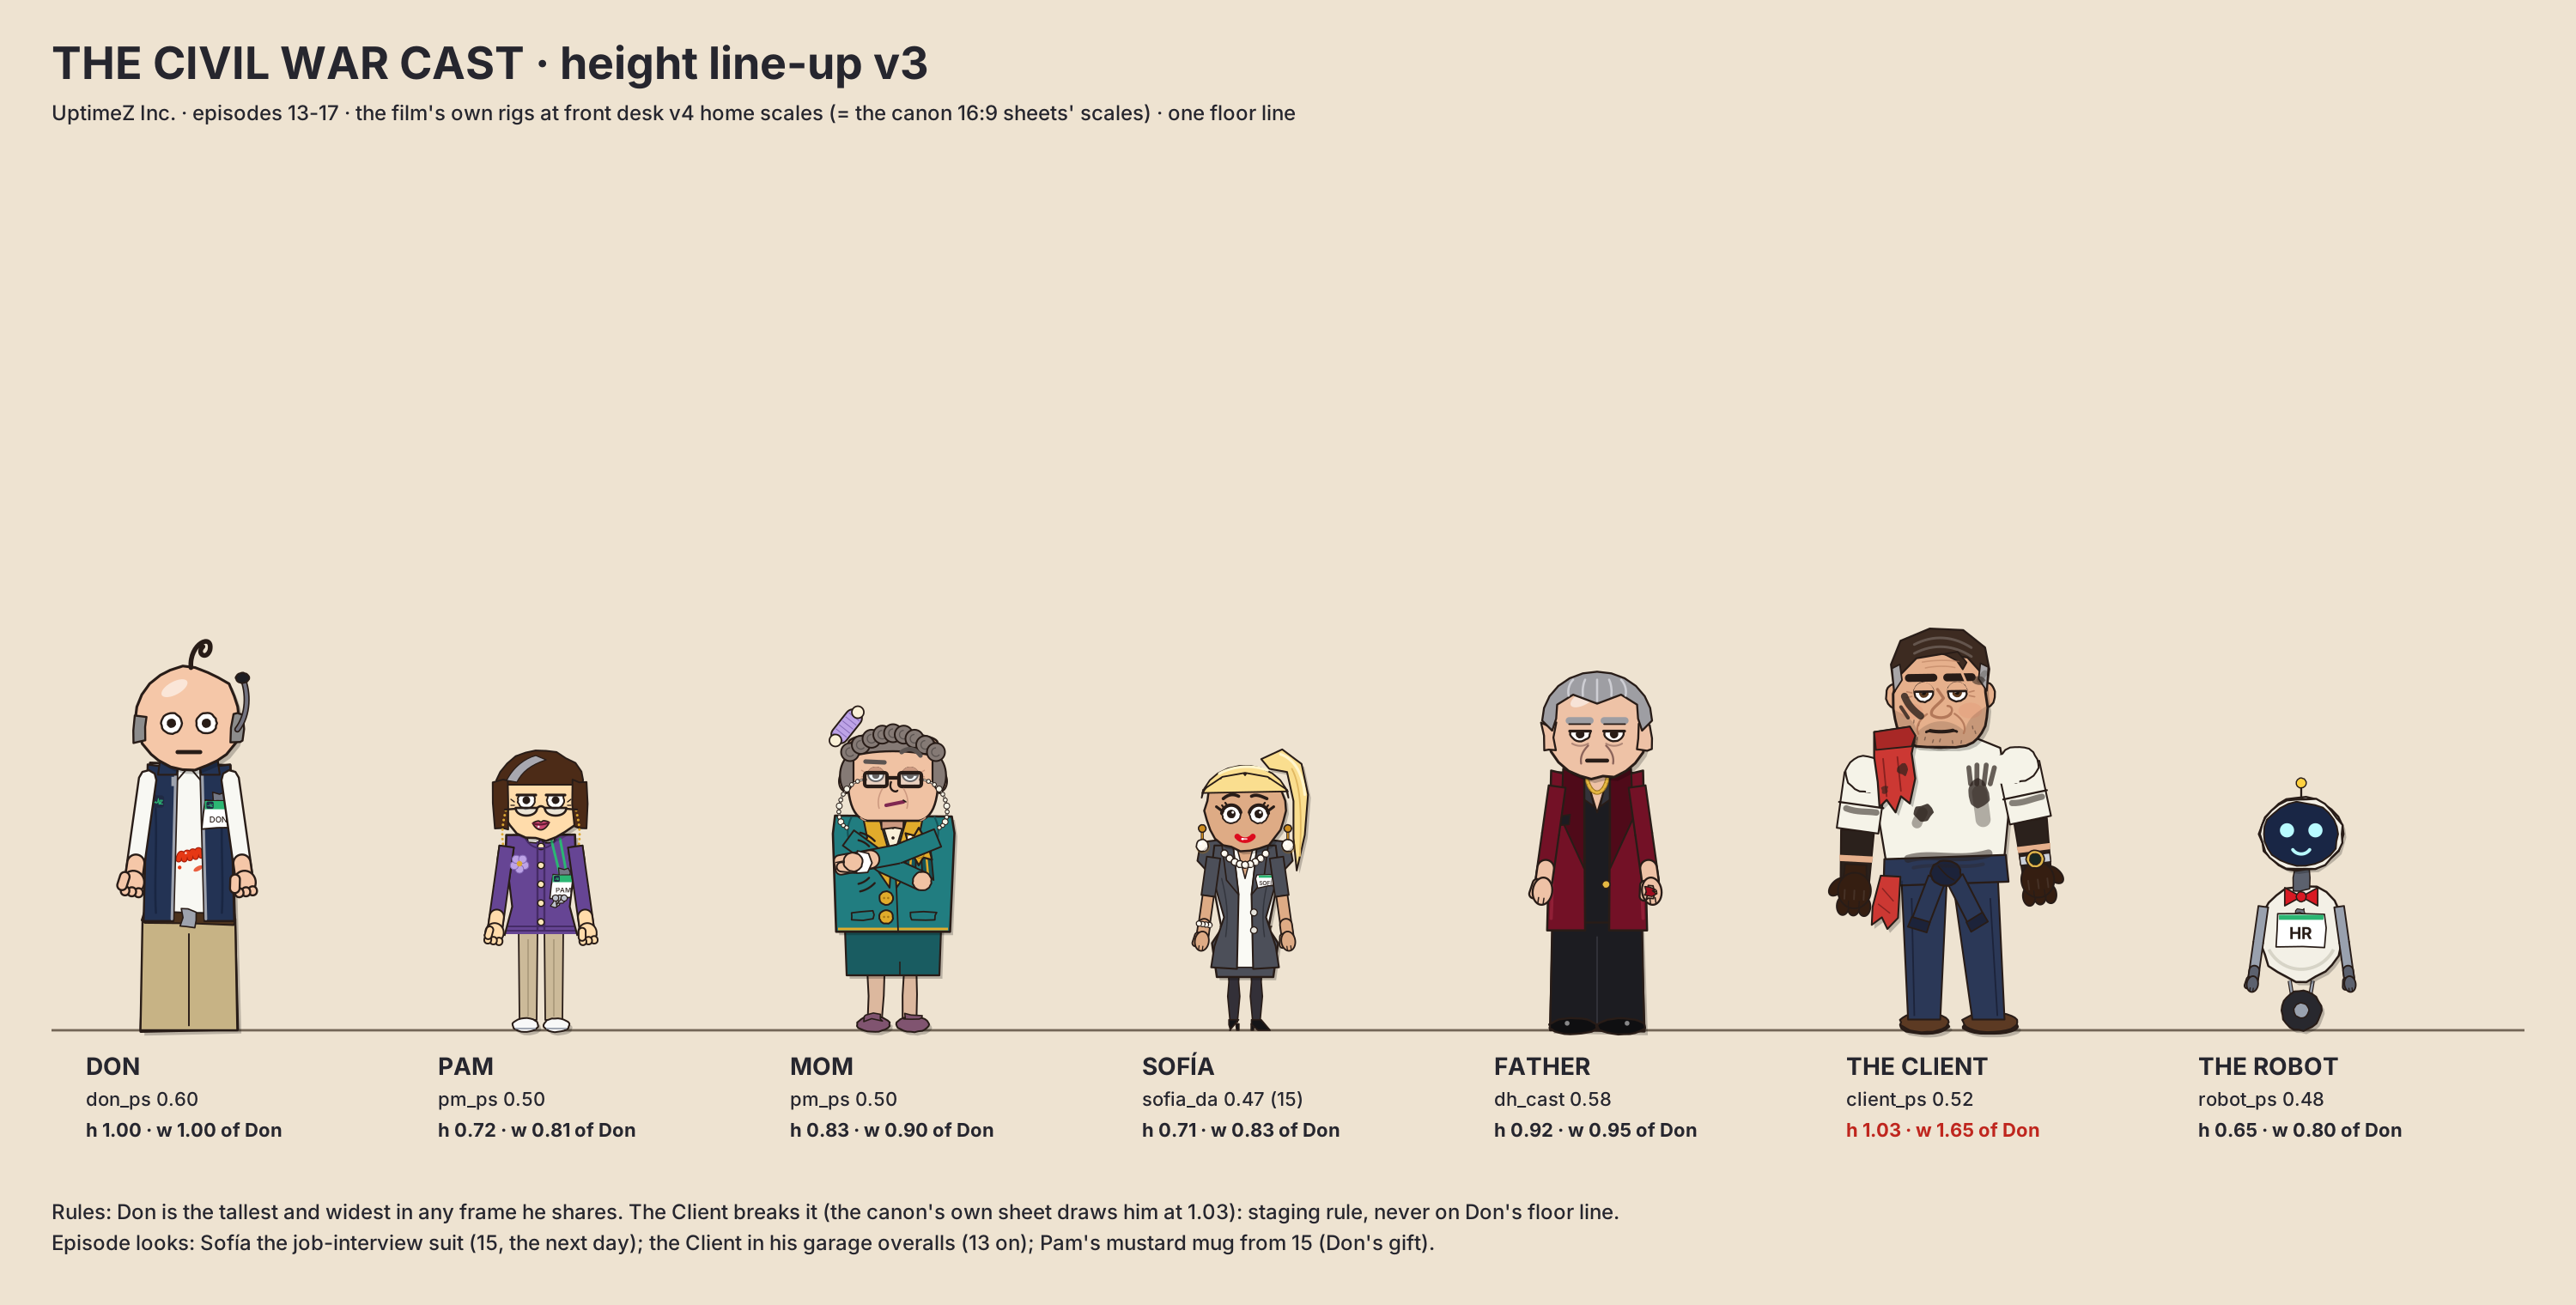 THE CIVIL WAR CAST · height line-up v3
UptimeZ Inc. · episodes 13-17 · the film's own rigs at front desk v4 home scales (= the canon 16:9 sheets' scales) · one floor line
DON
PAM
HR
DON
don_ps 0.60
h 1.00 · w 1.00 of Don
PAM
pm_ps 0.50
h 0.72 · w 0.81 of Don
MOM
pm_ps 0.50
h 0.83 · w 0.90 of Don
SOFÍA
sofia_da 0.47 (15)
h 0.71 · w 0.83 of Don
FATHER
dh_cast 0.58
h 0.92 · w 0.95 of Don
THE CLIENT
client_ps 0.52
h 1.03 · w 1.65 of Don
THE ROBOT
robot_ps 0.48
h 0.65 · w 0.80 of Don
Rules: Don is the tallest and widest in any frame he shares. The Client breaks it (the canon's own sheet draws him at 1.03): staging rule, never on Don's floor line.
Episode looks: Sofía the job-interview suit (15, the next day); the Client in his garage overalls (13 on); Pam's mustard mug from 15 (Don's gift).